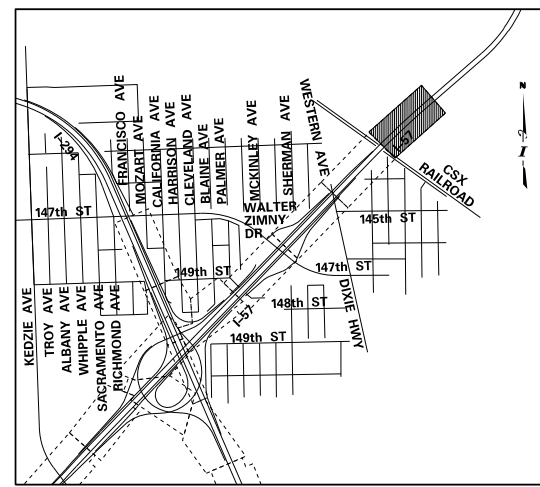 I-294
FRANCISCO AVE
MOZART AVE
CALIFORNIA AVE
HARRISON AVE
CLEVELAND AVE
BLAINE AVE
PALMER AVE
MCKINLEY AVE
SHERMAN AVE
WESTERN AVE
I-57
CSX
RAILROAD
N
147th ST
WALTER
ZIMNY
DR
145th ST
149th ST
147th ST
148th ST
DIXIE HWY
I-57
149th ST
KEDZIE AVE
TROY AVE
ALBANY AVE
WHIPPLE AVE
SACRAMENTO AVE
RICHMOND AVE